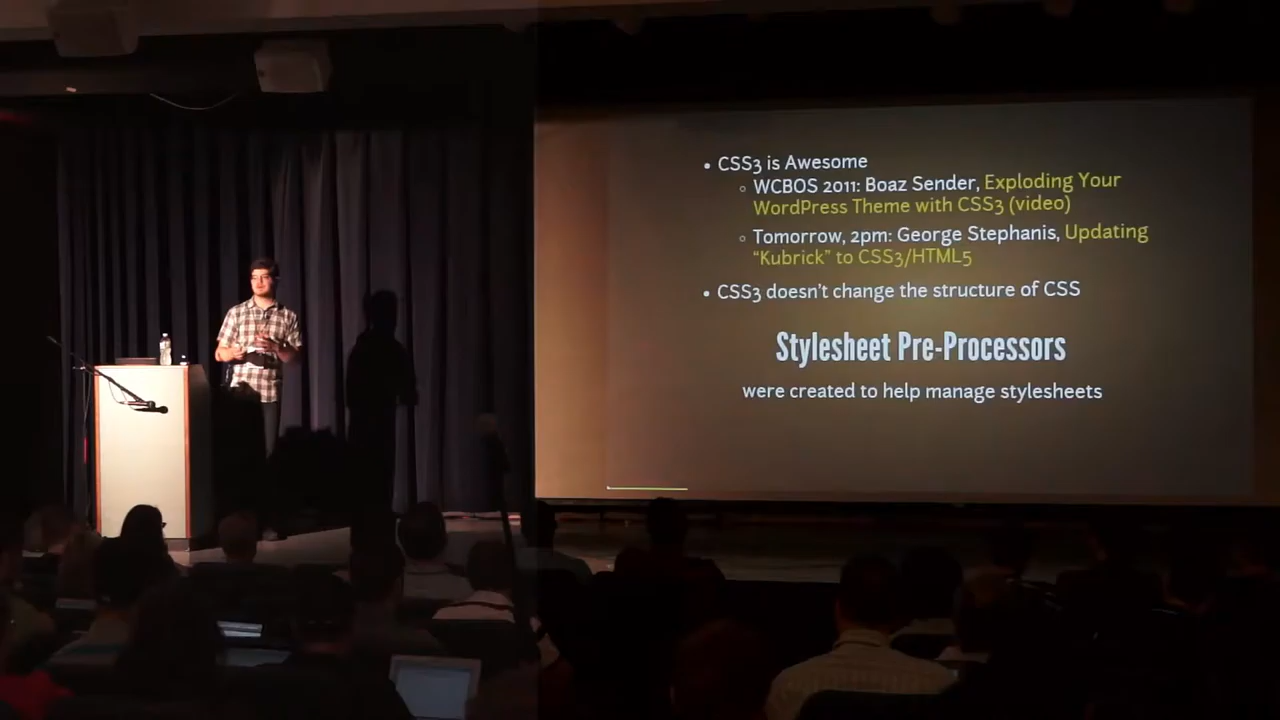 • CSS3 is Awesome
◦ WCBOS 2011: Boaz Sender, Exploding Your
WordPress Theme with CSS3 (video)
◦ Tomorrow, 2pm: George Stephanis, Updating
“Kubrick” to CSS3/HTML5
• CSS3 doesn't change the structure of CSS
Stylesheet Pre-Processors
were created to help manage stylesheets